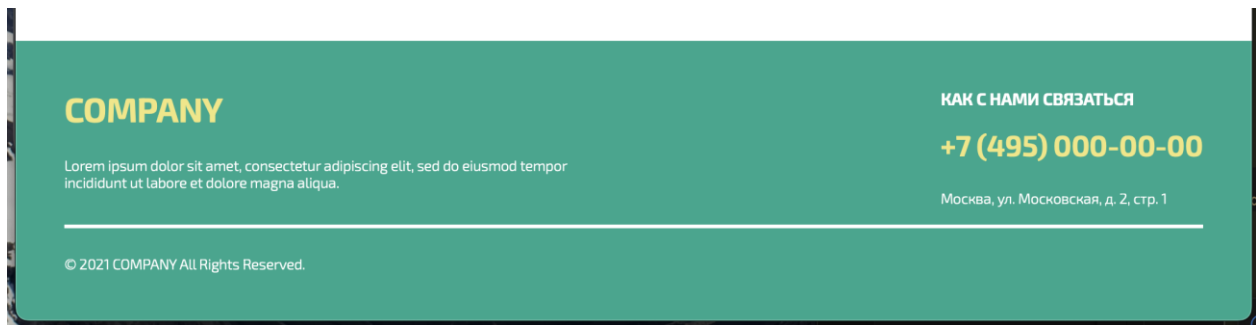 COMPANY
Lorem ipsum dolor sit amet, consectetur adipiscing elit, sed do eiusmod tempor
incididunt ut labore et dolore magna aliqua.
КАК С НАМИ СВЯЗАТЬСЯ
+7 (495) 000-00-00
Москва, ул. Московская, д. 2, стр. 1
© 2021 COMPANY All Rights Reserved.